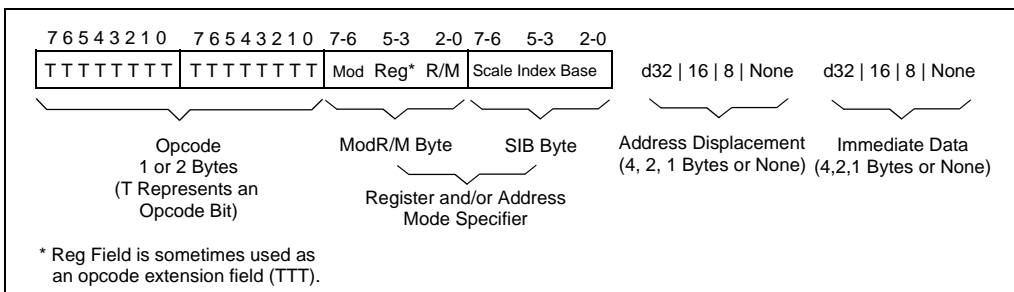 7 6 5 4 3 2 1 0 7 6 5 4 3 2 1 0 7-6 5-3 2-0 7-6 5-3 2-0
T T T T T T T T T T T T T T T T Mod Reg* R/M Scale Index Base d32 | 16 | 8 | None d32 | 16 | 8 | None
Opcode
1 or 2 Bytes
(T Represents an
Opcode Bit)
ModR/M Byte SIB Byte
Register and/or Address
Mode Specifier
Address Displacement
(4, 2, 1 Bytes or None)
Immediate Data
(4,2,1 Bytes or None)
* Reg Field is sometimes used as
an opcode extension field (TTT).